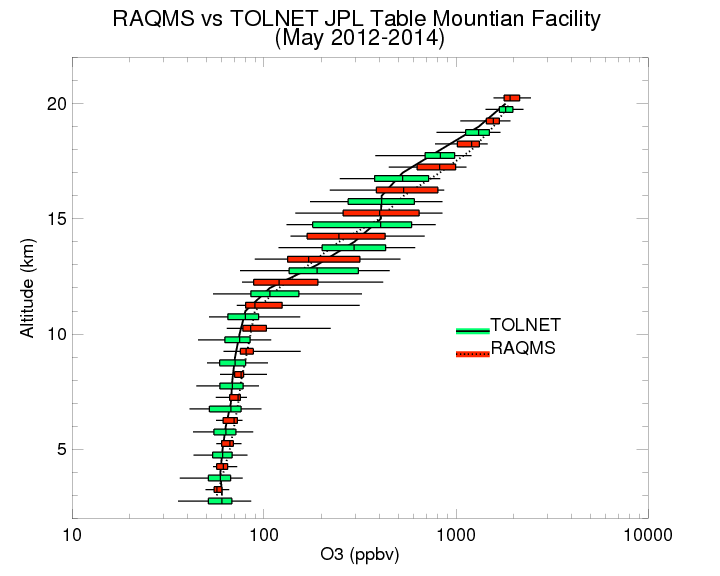 RAQMS vs TOLNET JPL Table Mountian Facility
(May 2012-2014)
20
15
10
5
Altitude (km)
TOLNET
RAQMS
10
100
1000
10000
O3 (ppbv)